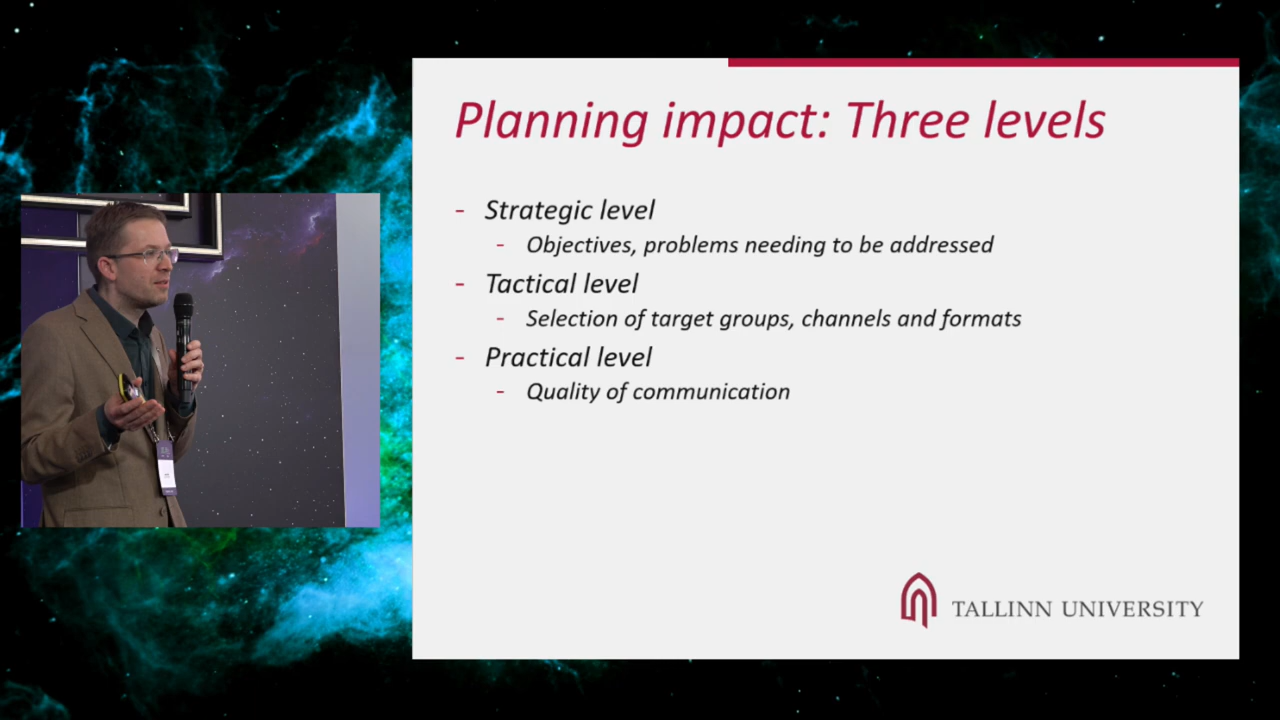 Planning impact: Three levels
- Strategic level
- Objectives, problems needing to be addressed
- Tactical level
- Selection of target groups, channels and formats
- Practical level
- Quality of communication
TALLINN UNIVERSITY